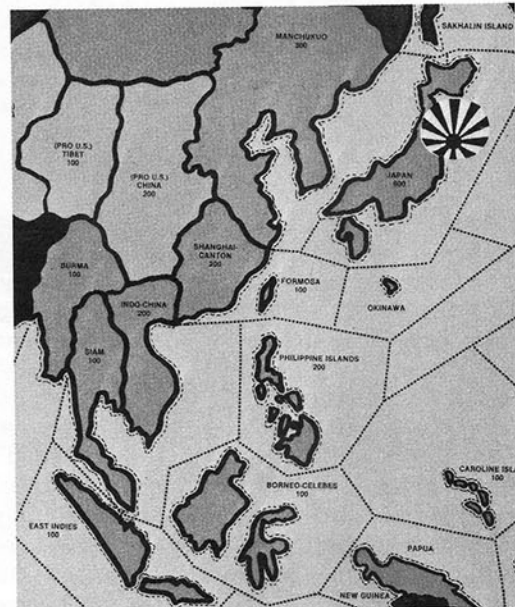 SAKHALIN ISLAND
MANCHUKUO
300
(PRO U.S.)
TIBET
100
(PRO U.S.)
CHINA
200
JAPAN
SHANGHAI-
CANTON
200
BURMA
100
FORMOSA
100
OKINAWA
INDO-CHINA
200
SIAM
100
PHILIPPINE ISLANDS
200
CAROLINE ISL
100
BORNEO-CELEBES
100
EAST INDIES
100
PAPUA
NEW GUINEA